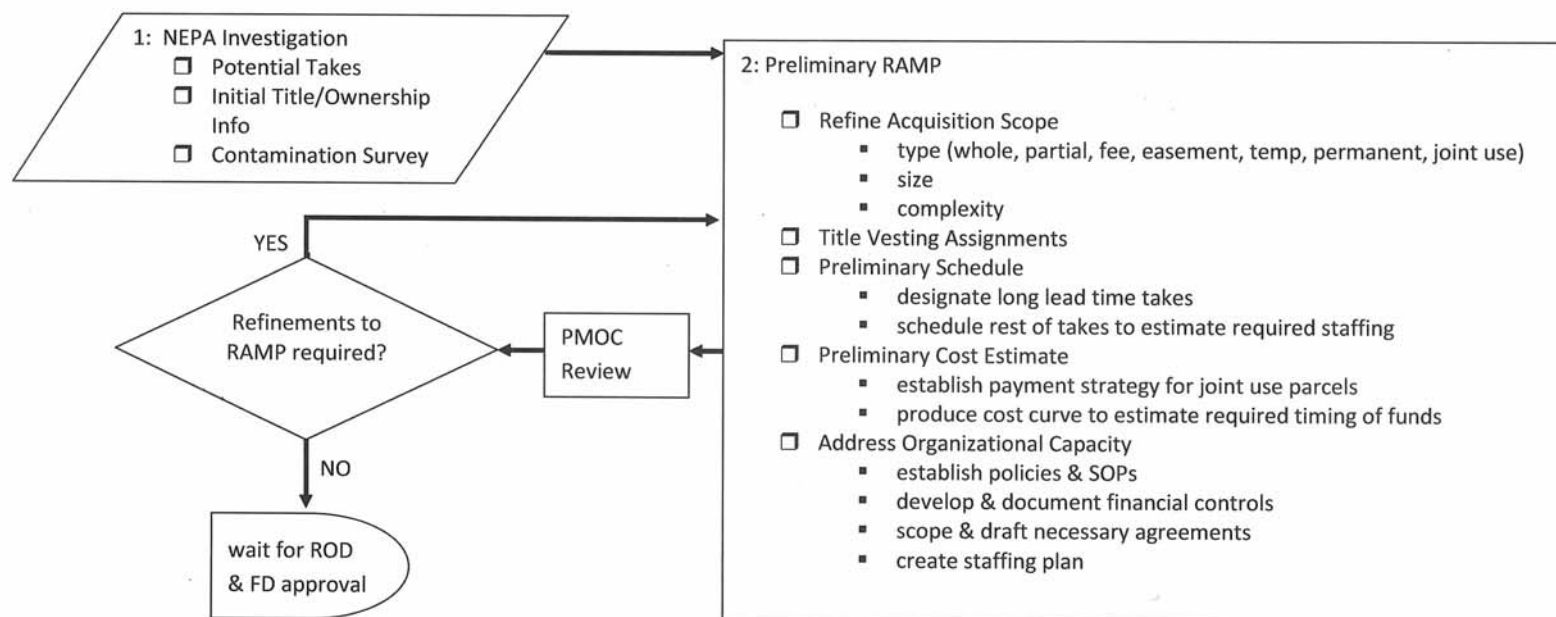 1: NEPA Investigation
❒ Potential Takes
❒ Initial Title/Ownership
Info
❒ Contamination Survey
2: Preliminary RAMP
❒ Refine Acquisition Scope
▪ type (whole, partial, fee, easement, temp, permanent, joint use)
▪ size
▪ complexity
❒ Title Vesting Assignments
❒ Preliminary Schedule
▪ designate long lead time takes
▪ schedule rest of takes to estimate required staffing
❒ Preliminary Cost Estimate
▪ establish payment strategy for joint use parcels
▪ produce cost curve to estimate required timing of funds
❒ Address Organizational Capacity
▪ establish policies & SOPs
▪ develop & document financial controls
▪ scope & draft necessary agreements
▪ create staffing plan
PMOC
Review
Refinements to
RAMP required?
YES
NO
wait for ROD
& FD approval